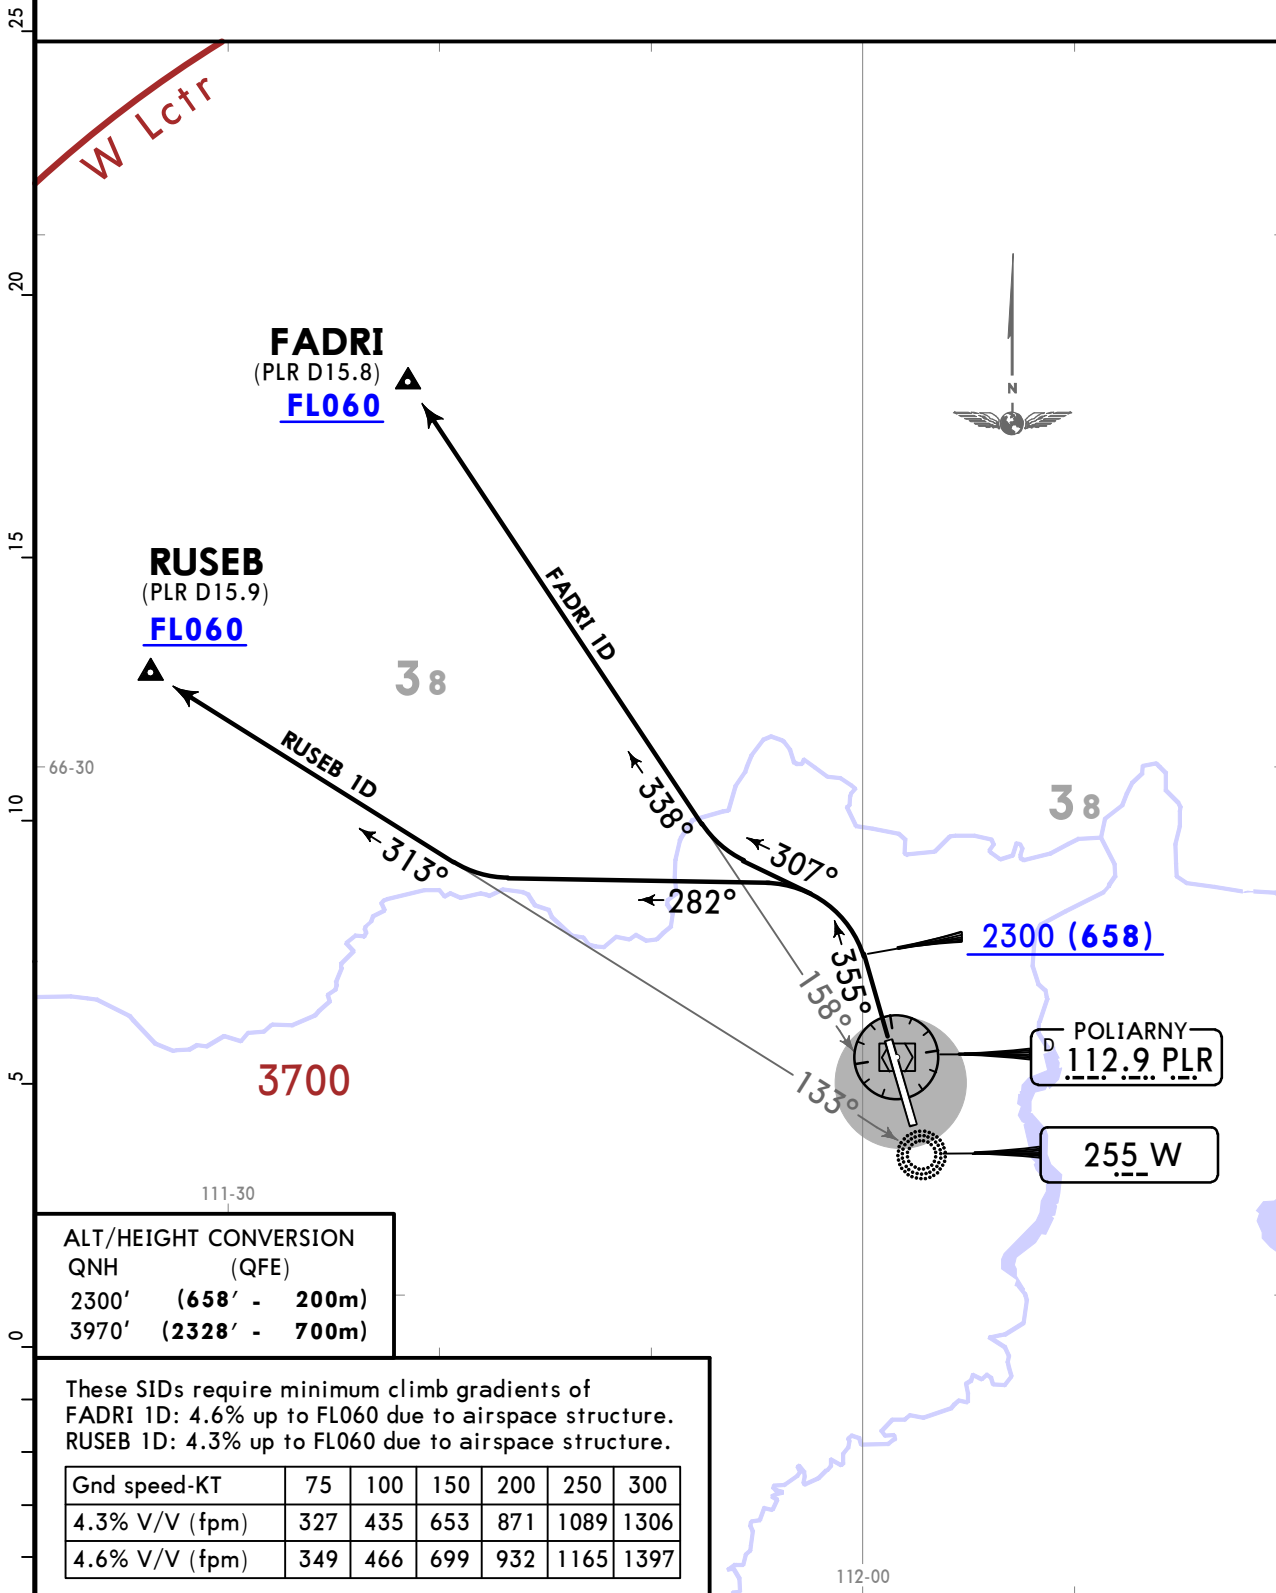 25
W Lctr
20
FADRI
(PLR D15.8)
FL060
N
15
RUSEB
(PLR D15.9)
FL060
FADRI 1D
38
RUSEB 1D
66-30
338°
38
10
307°
313°
282°
2300 (658)
355°
158°
POLIARNY
D 112.9 PLR
5
3700
133°
255 W
111-30
ALT/HEIGHT CONVERSION
QNH (QFE)
2300' (658' - 200m)
3970' (2328' - 700m)
0
These SIDs require minimum climb gradients of
FADRI 1D: 4.6% up to FL060 due to airspace structure.
RUSEB 1D: 4.3% up to FL060 due to airspace structure.
Gnd speed-KT 75 100 150 200 250 300
4.3% V/V (fpm) 327 435 653 871 1089 1306
4.6% V/V (fpm) 349 466 699 932 1165 1397
112-00